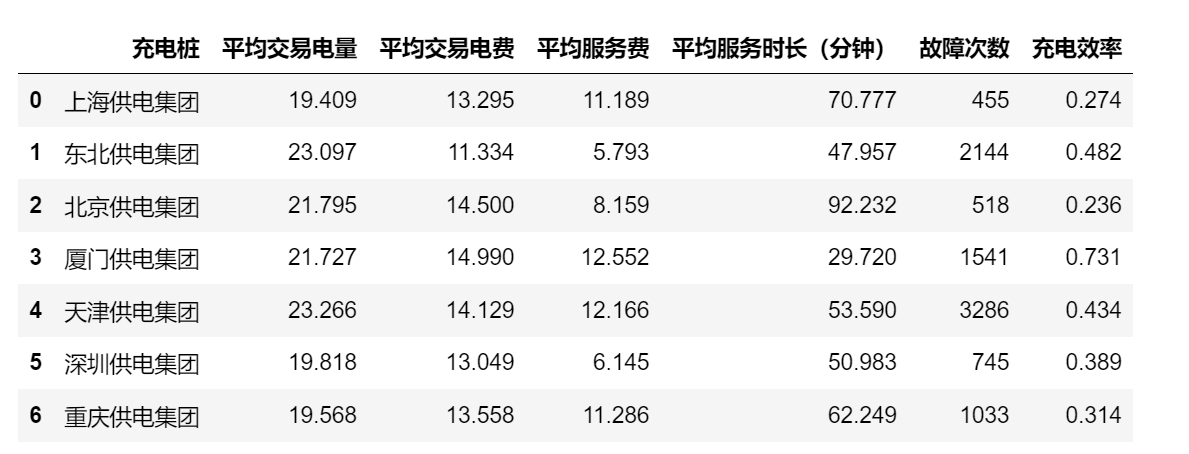 充电桩 平均交易电量 平均交易电费 平均服务费 平均服务时长（分钟） 故障次数 充电效率
0 上海供电集团 19.409 13.295 11.189 70.777 455 0.274
1 东北供电集团 23.097 11.334 5.793 47.957 2144 0.482
2 北京供电集团 21.795 14.500 8.159 92.232 518 0.236
3 厦门供电集团 21.727 14.990 12.552 29.720 1541 0.731
4 天津供电集团 23.266 14.129 12.166 53.590 3286 0.434
5 深圳供电集团 19.818 13.049 6.145 50.983 745 0.389
6 重庆供电集团 19.568 13.558 11.286 62.249 1033 0.314